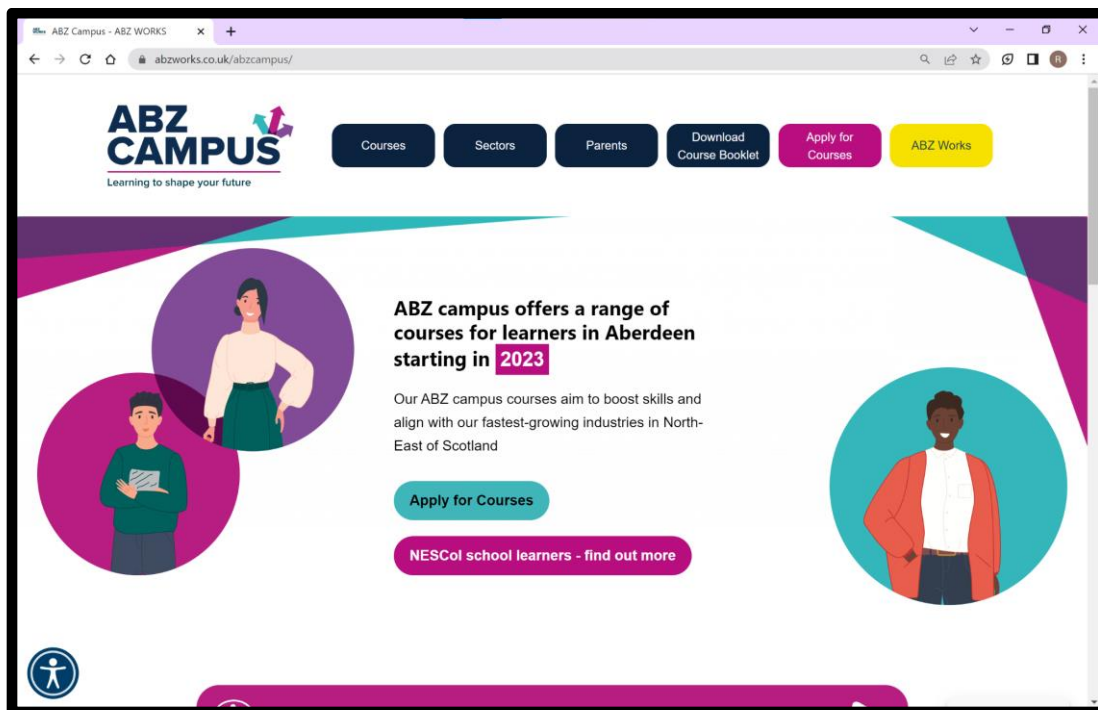 ABZ Campus - ABZ WORKS
abzworks.co.uk/abzcampus/
R
ABZ
CAMPUS
Learning to shape your future
Courses
Sectors
Parents
Download
Course Booklet
Apply for
Courses
ABZ Works
ABZ campus offers a range of
courses for learners in Aberdeen
starting in 2023
Our ABZ campus courses aim to boost skills and
align with our fastest-growing industries in North-
East of Scotland
Apply for Courses
NESCol school learners - find out more